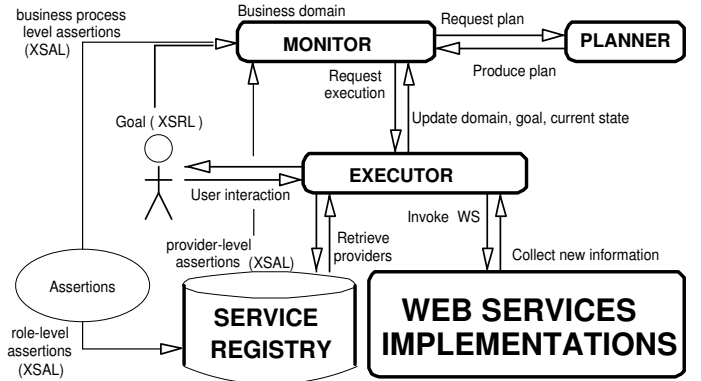 business process
level assertions
(XSAL)
Business domain
MONITOR
Request plan
PLANNER
Produce plan
Request
execution
Update domain, goal, current state
Goal ( XSRL )
EXECUTOR
User interaction
Invoke WS
Retrieve
providers
provider-level
assertions (XSAL)
Collect new information
Assertions
SERVICE
REGISTRY
WEB SERVICES
IMPLEMENTATIONS
role-level
assertions
(XSAL)